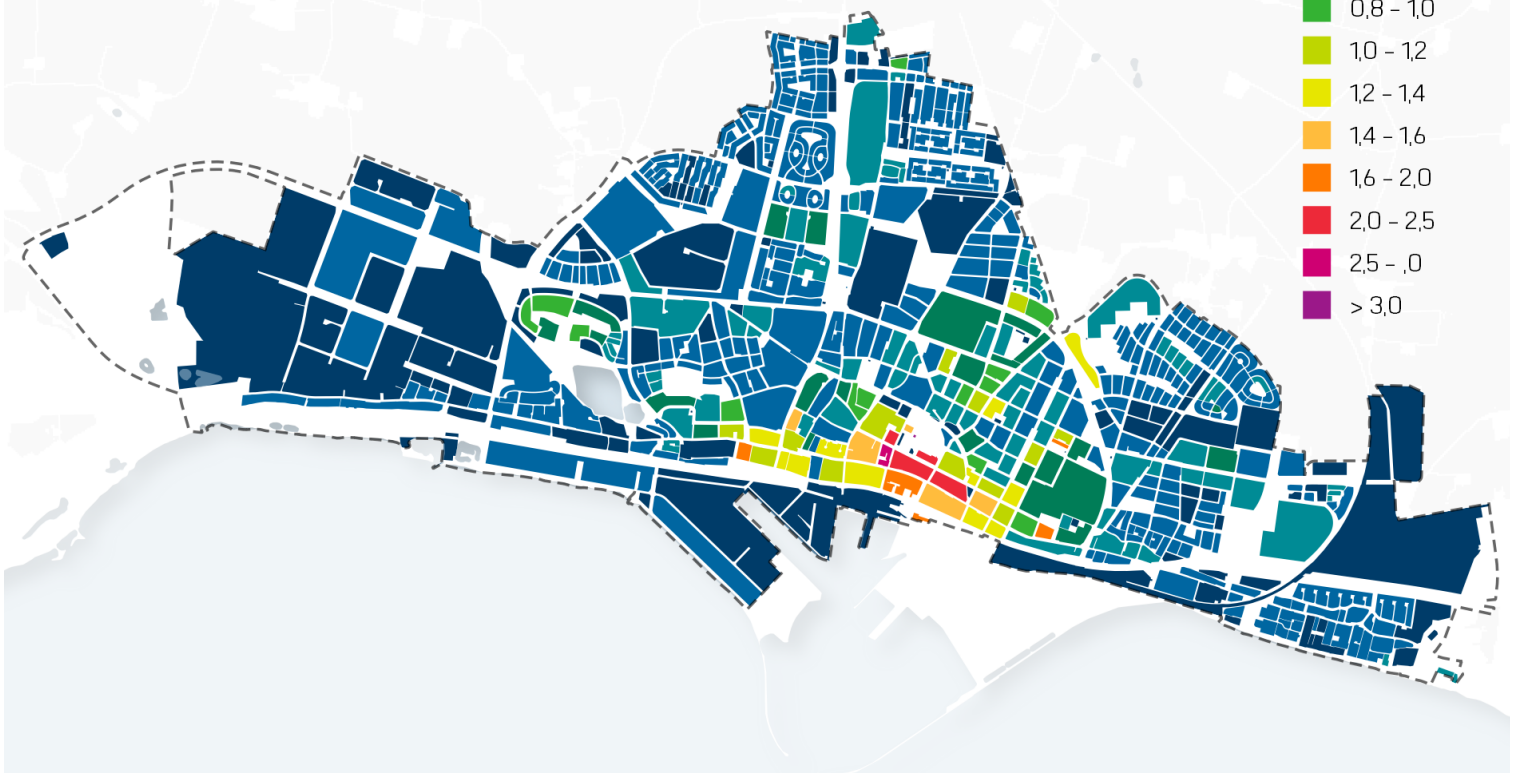 0,8 – 1,0
1,0 – 1,2
1,2 – 1,4
1,4 – 1,6
1,6 – 2,0
2,0 – 2,5
2,5 – ,0
> 3,0